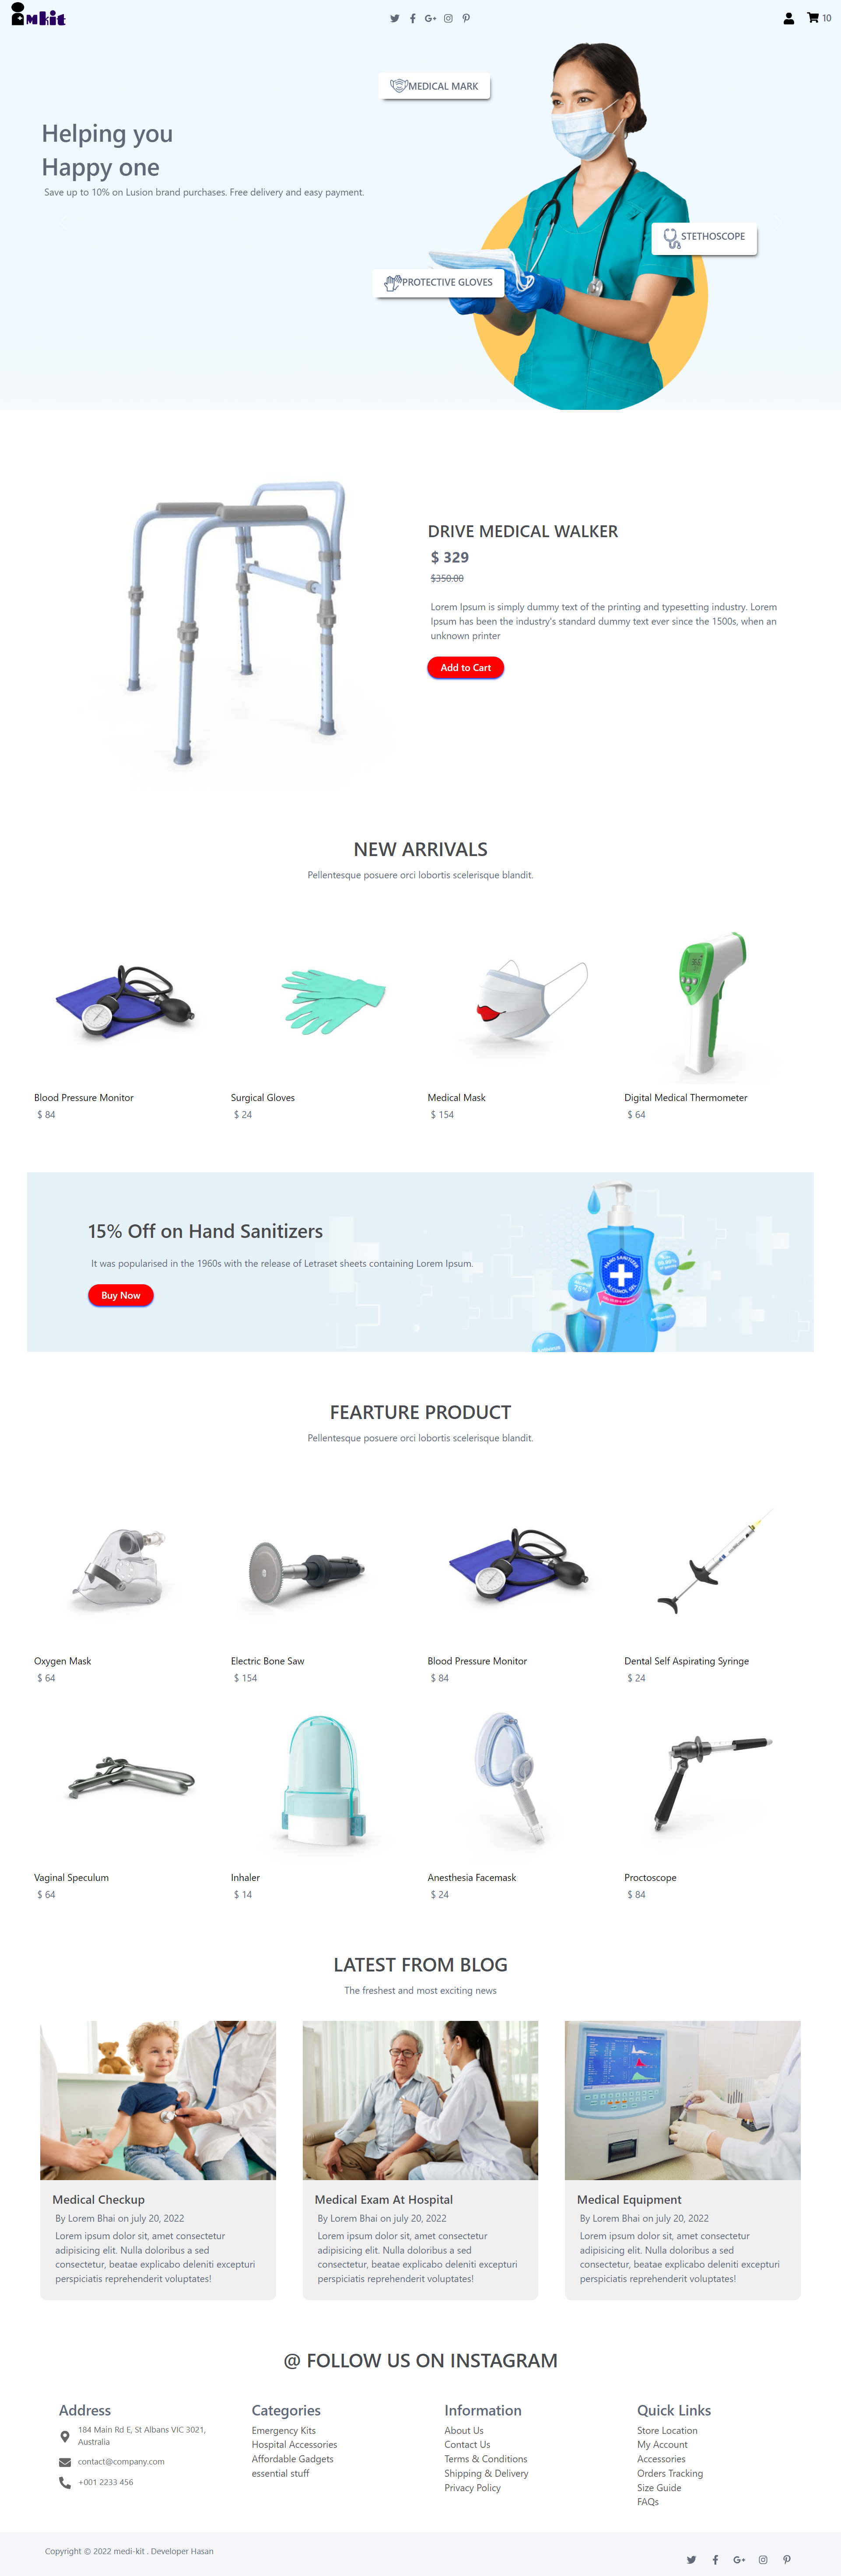 mkit
10
MEDICAL MARK
Helping you
Happy one
Save up to 10% on Lusion brand purchases. Free delivery and easy payment.
STETHOSCOPE
PROTECTIVE GLOVES
DRIVE MEDICAL WALKER
$ 329
$350.00
Lorem Ipsum is simply dummy text of the printing and typesetting industry. Lorem
Ipsum has been the industry's standard dummy text ever since the 1500s, when an
unknown printer
Add to Cart
NEW ARRIVALS
Pellentesque posuere orci lobortis scelerisque blandit.
Blood Pressure Monitor
$ 84
Surgical Gloves
$ 24
Medical Mask
$ 154
Digital Medical Thermometer
$ 64
15% Off on Hand Sanitizers
It was popularised in the 1960s with the release of Letraset sheets containing Lorem Ipsum.
Buy Now
HAND SANITIZER
ALCOHOL GEL
FEARTURE PRODUCT
Pellentesque posuere orci lobortis scelerisque blandit.
Oxygen Mask
$ 64
Electric Bone Saw
$ 154
Blood Pressure Monitor
$ 84
Dental Self Aspirating Syringe
$ 24
Vaginal Speculum
$ 64
Inhaler
$ 14
Anesthesia Facemask
$ 24
Proctoscope
$ 84
LATEST FROM BLOG
The freshest and most exciting news
Medical Checkup
By Lorem Bhai on july 20, 2022
Lorem ipsum dolor sit, amet consectetur
adipisicing elit. Nulla doloribus a sed
consectetur, beatae explicabo deleniti excepturi
perspiciatis reprehenderit voluptates!
Medical Exam At Hospital
By Lorem Bhai on july 20, 2022
Lorem ipsum dolor sit, amet consectetur
adipisicing elit. Nulla doloribus a sed
consectetur, beatae explicabo deleniti excepturi
perspiciatis reprehenderit voluptates!
Medical Equipment
By Lorem Bhai on july 20, 2022
Lorem ipsum dolor sit, amet consectetur
adipisicing elit. Nulla doloribus a sed
consectetur, beatae explicabo deleniti excepturi
perspiciatis reprehenderit voluptates!
@ FOLLOW US ON INSTAGRAM
Address
184 Main Rd E, St Albans VIC 3021,
Australia
contact@company.com
+001 2233 456
Categories
Emergency Kits
Hospital Accessories
Affordable Gadgets
essential stuff
Information
About Us
Contact Us
Terms & Conditions
Shipping & Delivery
Privacy Policy
Quick Links
Store Location
My Account
Accessories
Orders Tracking
Size Guide
FAQs
Copyright © 2022 medi-kit . Developer Hasan